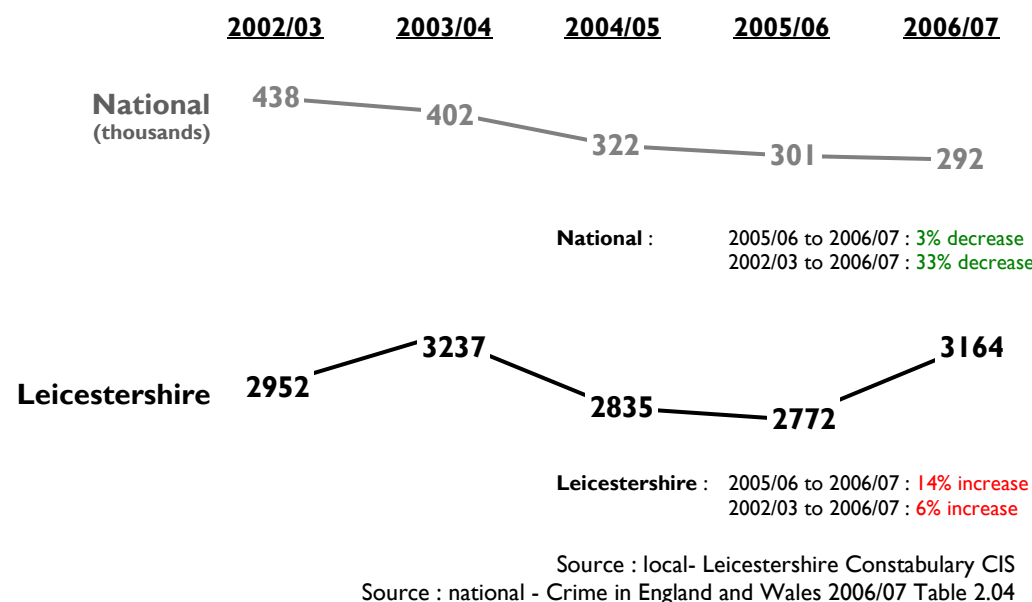 2002/03 2003/04 2004/05 2005/06 2006/07
National 438 402 322 301 292
(thousands)
National : 2005/06 to 2006/07 : 3% decrease
2002/03 to 2006/07 : 33% decrease
Leicestershire 2952 3237 2835 2772 3164
Leicestershire : 2005/06 to 2006/07 : 14% increase
2002/03 to 2006/07 : 6% increase
Source : local- Leicestershire Constabulary CIS
Source : national - Crime in England and Wales 2006/07 Table 2.04